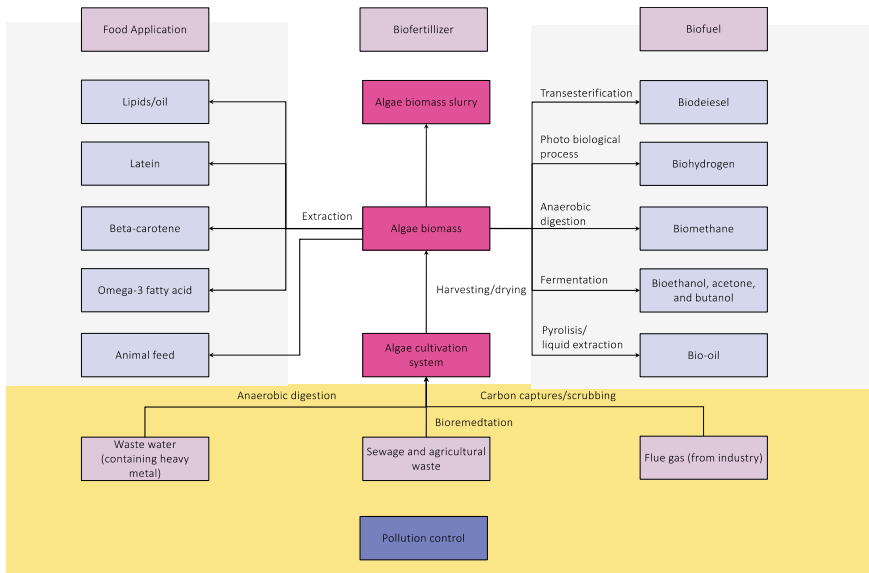 Food Application
Biofertillizer
Biofuel
Lipids/oil
Algae biomass slurry
Transesterification
Biodeiesel
Latein
Photo biological
process
Biohydrogen
Beta-carotene
Extraction
Algae biomass
Anaerobic
digestion
Biomethane
Omega-3 fatty acid
Harvesting/drying
Fermentation
Bioethanol, acetone,
and butanol
Animal feed
Algae cultivation
system
Pyrolisis/
liquid extraction
Bio-oil
Anaerobic digestion
Carbon captures/scrubbing
Bioremedtation
Waste water
(containing heavy
metal)
Sewage and agricultural
waste
Flue gas (from industry)
Pollution control